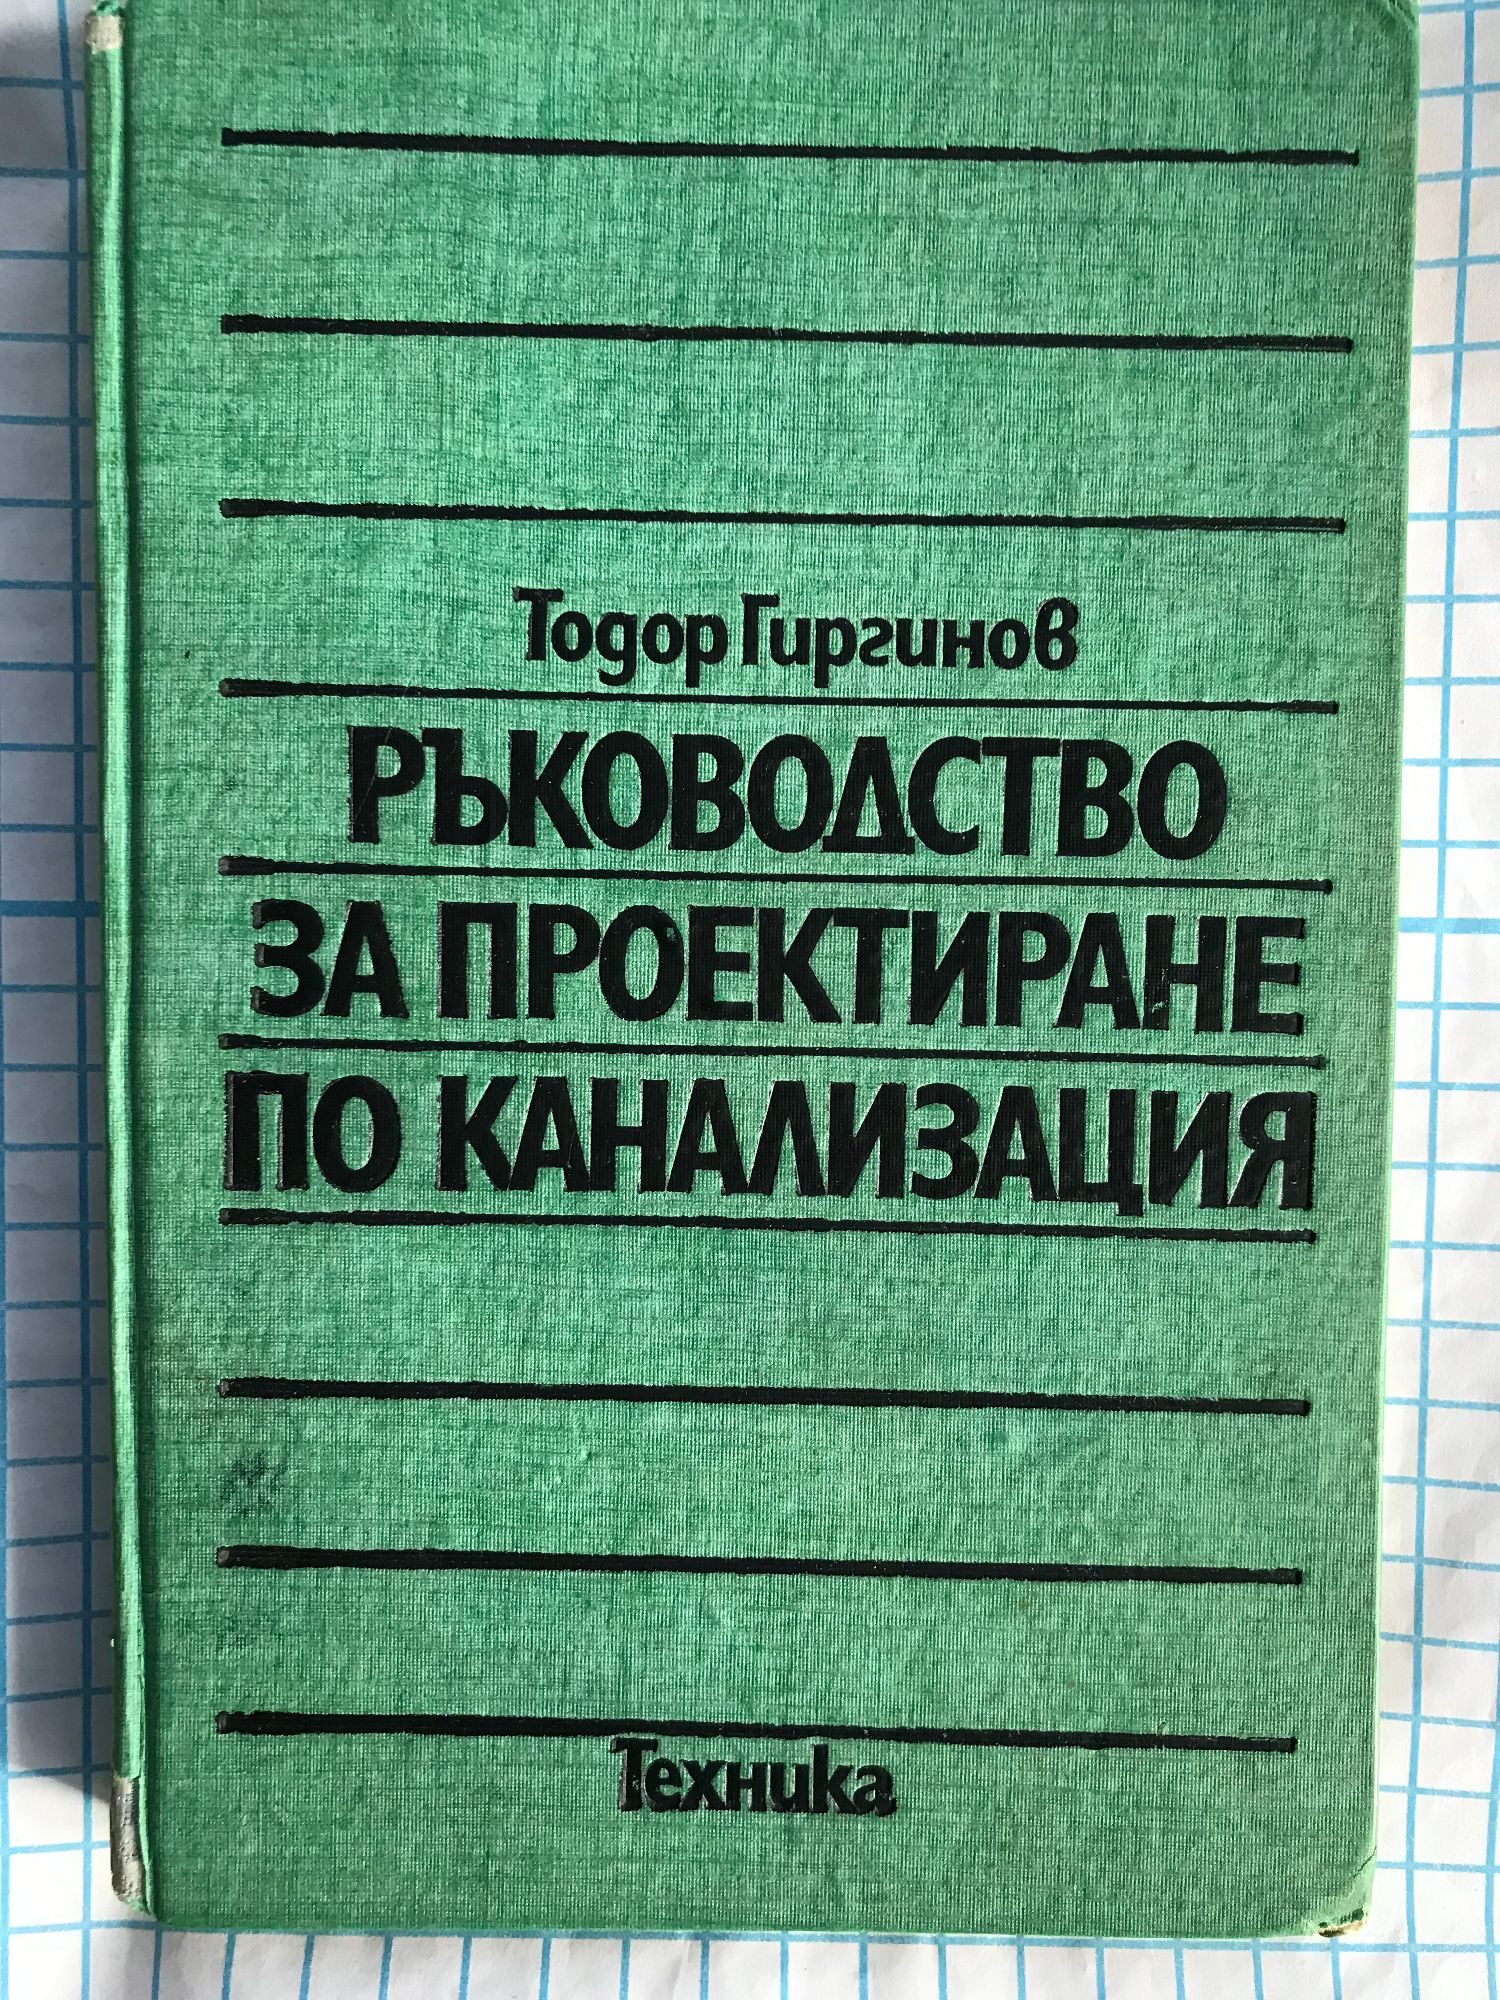 Тодор Гиргинов
РЪКОВОДСТВО
ЗА ПРОЕКТИРАНЕ
ПО КАНАЛИЗАЦИЯ
Техника